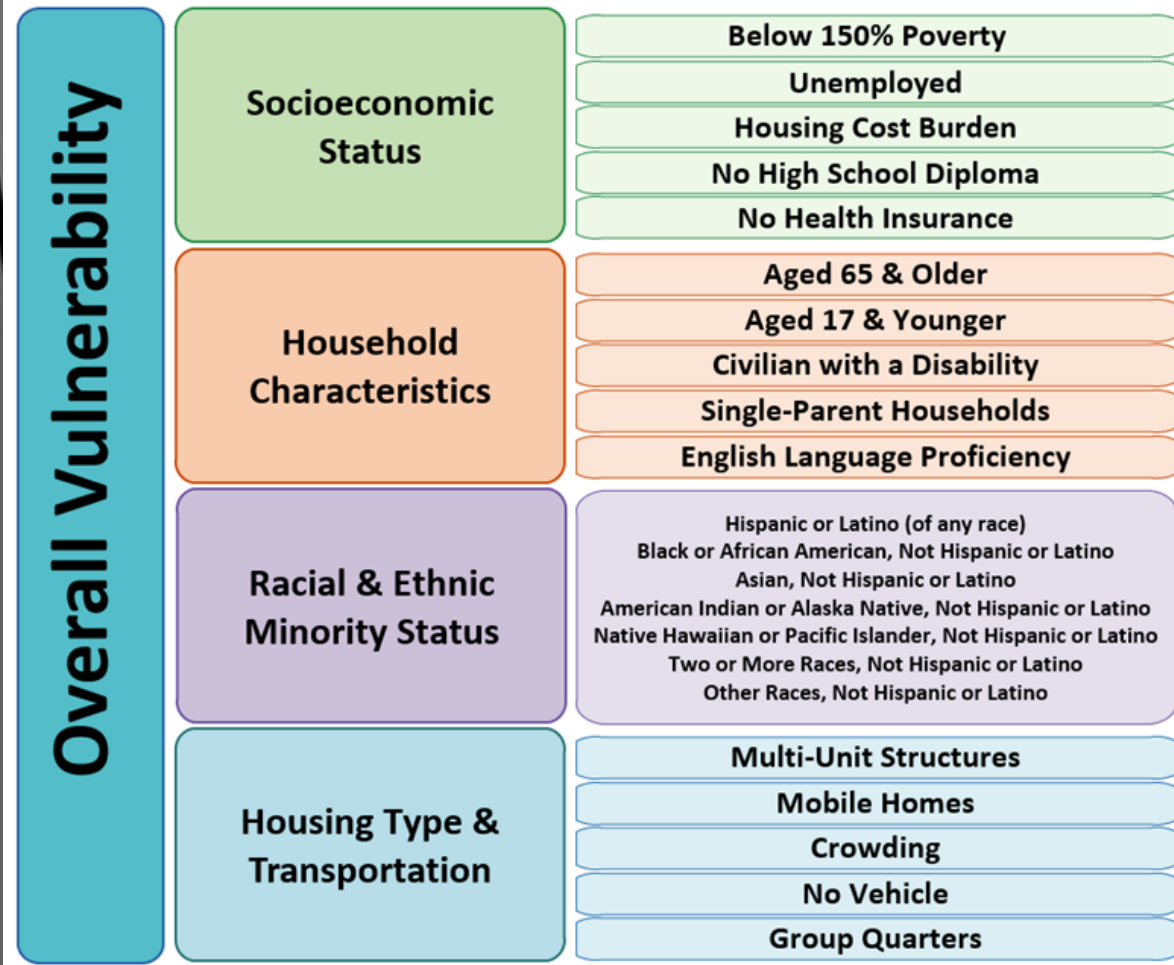 Overall Vulnerability
Socioeconomic
Status
Below 150% Poverty
Unemployed
Housing Cost Burden
No High School Diploma
No Health Insurance
Household
Characteristics
Aged 65 & Older
Aged 17 & Younger
Civilian with a Disability
Single-Parent Households
English Language Proficiency
Racial & Ethnic
Minority Status
Hispanic or Latino (of any race)
Black or African American, Not Hispanic or Latino
Asian, Not Hispanic or Latino
American Indian or Alaska Native, Not Hispanic or Latino
Native Hawaiian or Pacific Islander, Not Hispanic or Latino
Two or More Races, Not Hispanic or Latino
Other Races, Not Hispanic or Latino
Housing Type &
Transportation
Multi-Unit Structures
Mobile Homes
Crowding
No Vehicle
Group Quarters